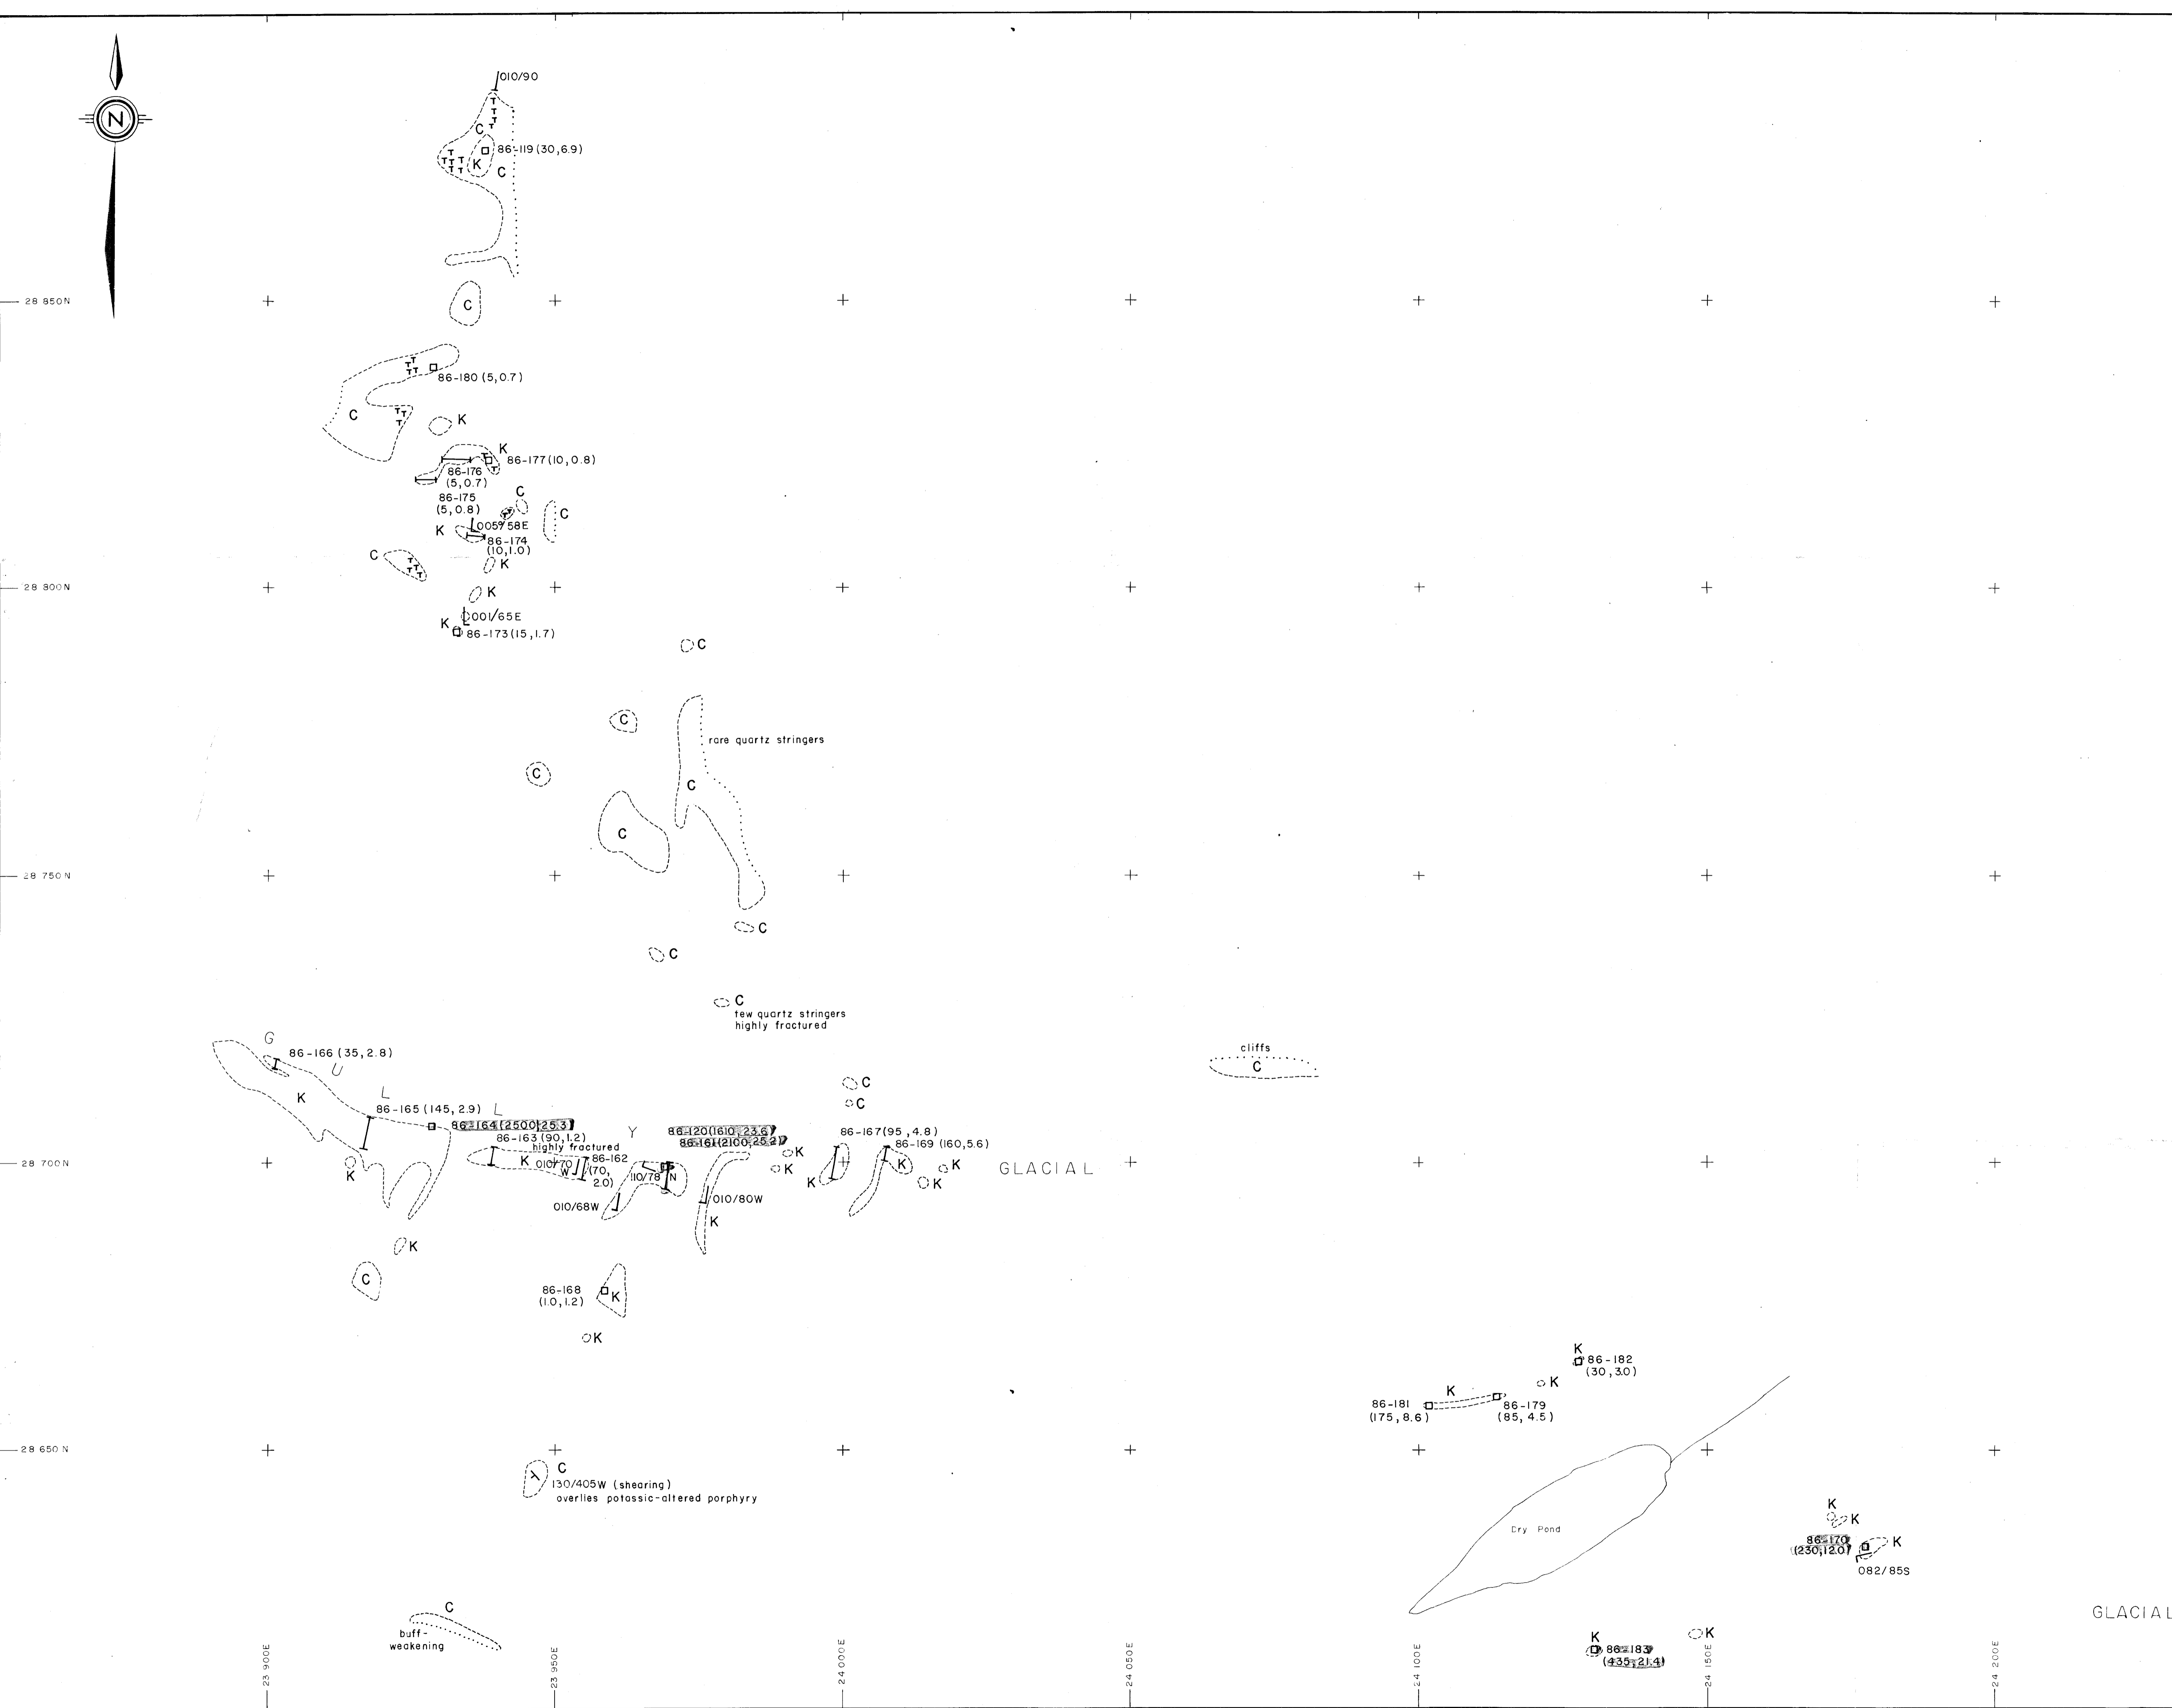 010/90
N
T
T
T
T
C
86-119 (30,6.9)
T
T T T
T T
K
C
28 850 N
C
T
T
T T
86-180 (5,0.7)
C
T T
T
K
K
T
86-177 (10,0.8)
T
86-176
(5,0.7)
86-175
(5,0.8)
C
T T
C
005/58E
K
86-174
(10,1.0)
C
T
T T
T
K
28 800 N
K
001/65E
K
86-173 (15,1.7)
C
C
rare quartz stringers
C
C
C
28 750 N
C
C
C
few quartz stringers
highly fractured
G
86-166 (35, 2.8)
U
cliffs
C
K
L
C
C
86-165 (145, 2.9)
L
86-164 (2500, 25.3)
86-163 (90,1.2)
highly fractured
Y
86-120 (1610, 23.6)
86-161 (2100, 25.2)
86-167 (95, 4.8)
86-169 (160, 5.6)
28 700 N
K
K
010/70
W
86-162
(70,
2.0)
110/78 N
K
K
K
K
K
K
GLACIAL
010/68W
010/80W
K
K
C
86-168
(1.0, 1.2)
K
K
K
86-182
(30, 3.0)
K
K
86-181
(175, 8.6)
86-179
(85, 4.5)
28 650 N
C
130/405W (shearing)
overlies potassic-altered porphyry
Dry Pond
K
K
86-170
(230,12.0)
K
082/85S
C
buff-
weakening
GLACIAL
K
K
86-183
(435, 21.4)
23 900E
23 950E
24 000E
24 050E
24 100E
24 150E
24 200E